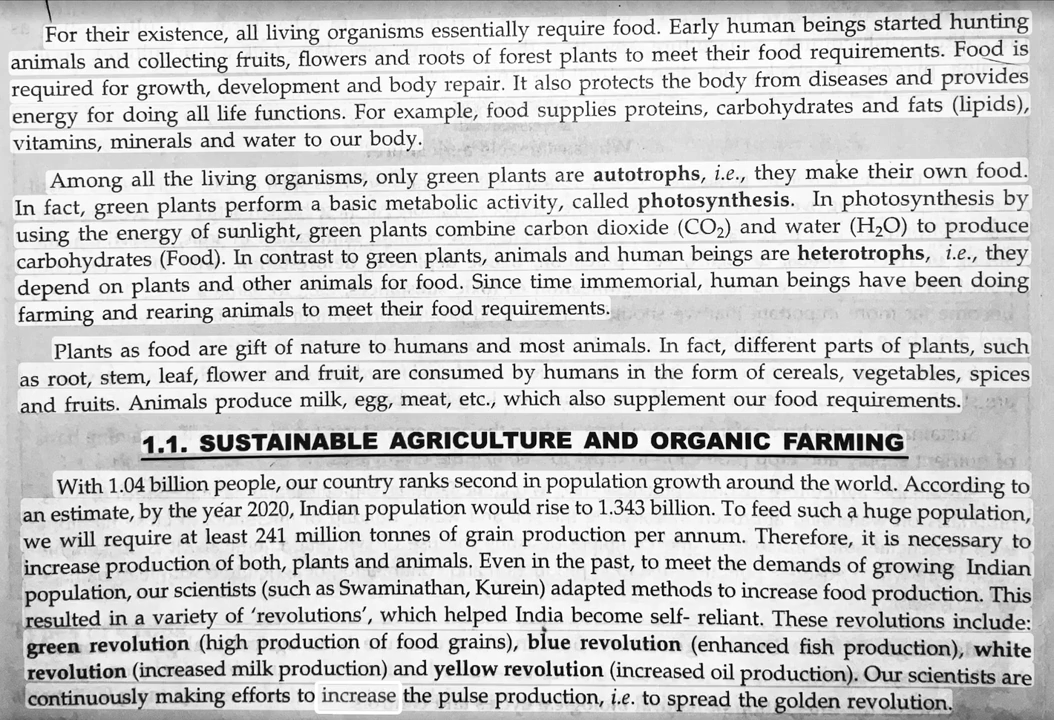 For their existence, all living organisms essentially require food. Early human beings started hunting
animals and collecting fruits, flowers and roots of forest plants to meet their food requirements. Food is
required for growth, development and body repair. It also protects the body from diseases and provides
energy for doing all life functions. For example, food supplies proteins, carbohydrates and fats (lipids),
vitamins, minerals and water to our body.
Among all the living organisms, only green plants are autotrophs, i.e., they make their own food.
In fact, green plants perform a basic metabolic activity, called photosynthesis. In photosynthesis by
using the energy of sunlight, green plants combine carbon dioxide (CO₂) and water (H₂O) to produce
carbohydrates (Food). In contrast to green plants, animals and human beings are heterotrophs, i.e., they
depend on plants and other animals for food. Since time immemorial, human beings have been doing
farming and rearing animals to meet their food requirements.
Plants as food are gift of nature to humans and most animals. In fact, different parts of plants, such
as root, stem, leaf, flower and fruit, are consumed by humans in the form of cereals, vegetables, spices
and fruits. Animals produce milk, egg, meat, etc., which also supplement our food requirements.
1.1. SUSTAINABLE AGRICULTURE AND ORGANIC FARMING
With 1.04 billion people, our country ranks second in population growth around the world. According to
an estimate, by the year 2020, Indian population would rise to 1.343 billion. To feed such a huge population,
we will require at least 241 million tonnes of grain production per annum. Therefore, it is necessary to
increase production of both, plants and animals. Even in the past, to meet the demands of growing Indian
population, our scientists (such as Swaminathan, Kurein) adapted methods to increase food production. This
resulted in a variety of 'revolutions', which helped India become self- reliant. These revolutions include:
green revolution (high production of food grains), blue revolution (enhanced fish production), white
revolution (increased milk production) and yellow revolution (increased oil production). Our scientists are
continuously making efforts to increase the pulse production, i.e. to spread the golden revolution.